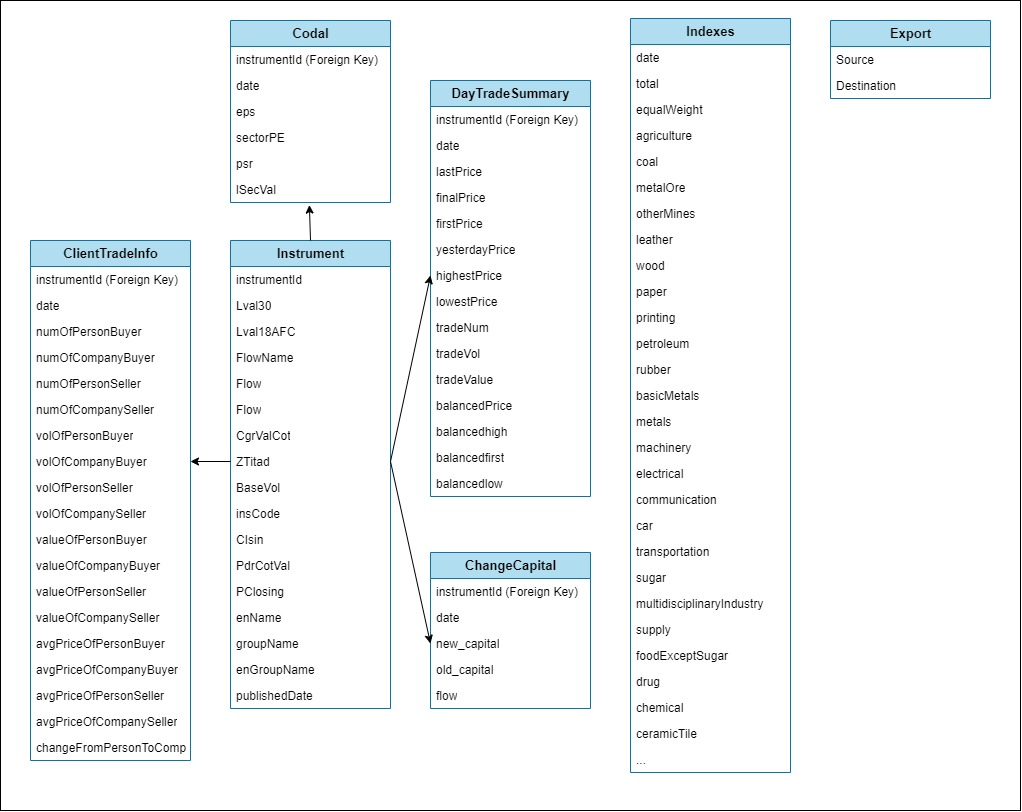 Codal
instrumentId (Foreign Key)
date
eps
sectorPE
psr
lSecVal
ClientTradeInfo
instrumentId (Foreign Key)
date
numOfPersonBuyer
numOfCompanyBuyer
numOfPersonSeller
numOfCompanySeller
volOfPersonBuyer
volOfCompanyBuyer
volOfPersonSeller
volOfCompanySeller
valueOfPersonBuyer
valueOfCompanyBuyer
valueOfPersonSeller
valueOfCompanySeller
avgPriceOfPersonBuyer
avgPriceOfCompanyBuyer
avgPriceOfPersonSeller
avgPriceOfCompanySeller
changeFromPersonToComp
Instrument
instrumentId
Lval30
Lval18AFC
FlowName
Flow
Flow
CgrValCot
ZTitad
BaseVol
insCode
CIsin
PdrCotVal
PClosing
enName
groupName
enGroupName
publishedDate
DayTradeSummary
instrumentId (Foreign Key)
date
lastPrice
finalPrice
firstPrice
yesterdayPrice
highestPrice
lowestPrice
tradeNum
tradeVol
tradeValue
balancedPrice
balancedhigh
balancedfirst
balancedlow
ChangeCapital
instrumentId (Foreign Key)
date
new_capital
old_capital
flow
Indexes
date
total
equalWeight
agriculture
coal
metalOre
otherMines
leather
wood
paper
printing
petroleum
rubber
basicMetals
metals
machinery
electrical
communication
car
transportation
sugar
multidisciplinaryIndustry
supply
foodExceptSugar
drug
chemical
ceramicTile
...
Export
Source
Destination